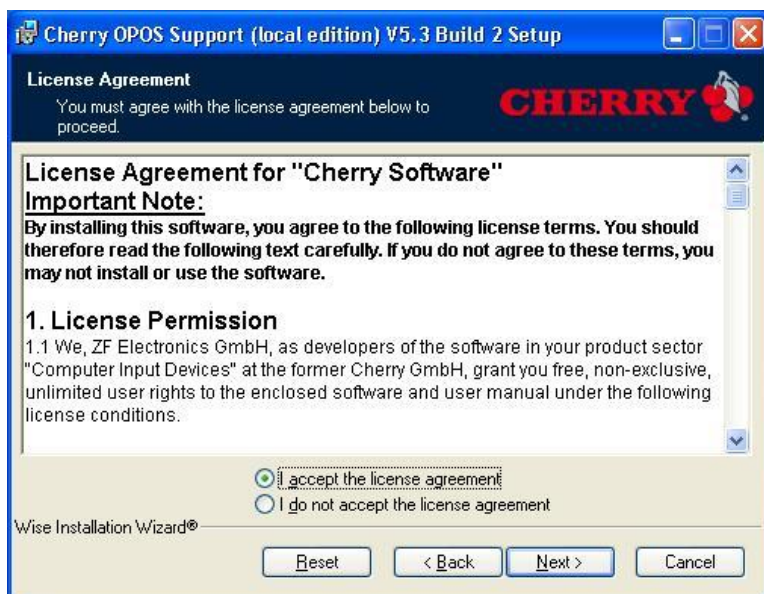 Cherry OPOS Support (local edition) V5.3 Build 2 Setup
License Agreement
You must agree with the license agreement below to
proceed.
CHERRY
License Agreement for "Cherry Software"
Important Note:
By installing this software, you agree to the following license terms. You should
therefore read the following text carefully. If you do not agree to these terms, you
may not install or use the software.
1. License Permission
1.1 We, ZF Electronics GmbH, as developers of the software in your product sector
"Computer Input Devices" at the former Cherry GmbH, grant you free, non-exclusive,
unlimited user rights to the enclosed software and user manual under the following
license conditions.
I accept the license agreement
I do not accept the license agreement
Wise Installation Wizard®
Reset
< Back
Next >
Cancel